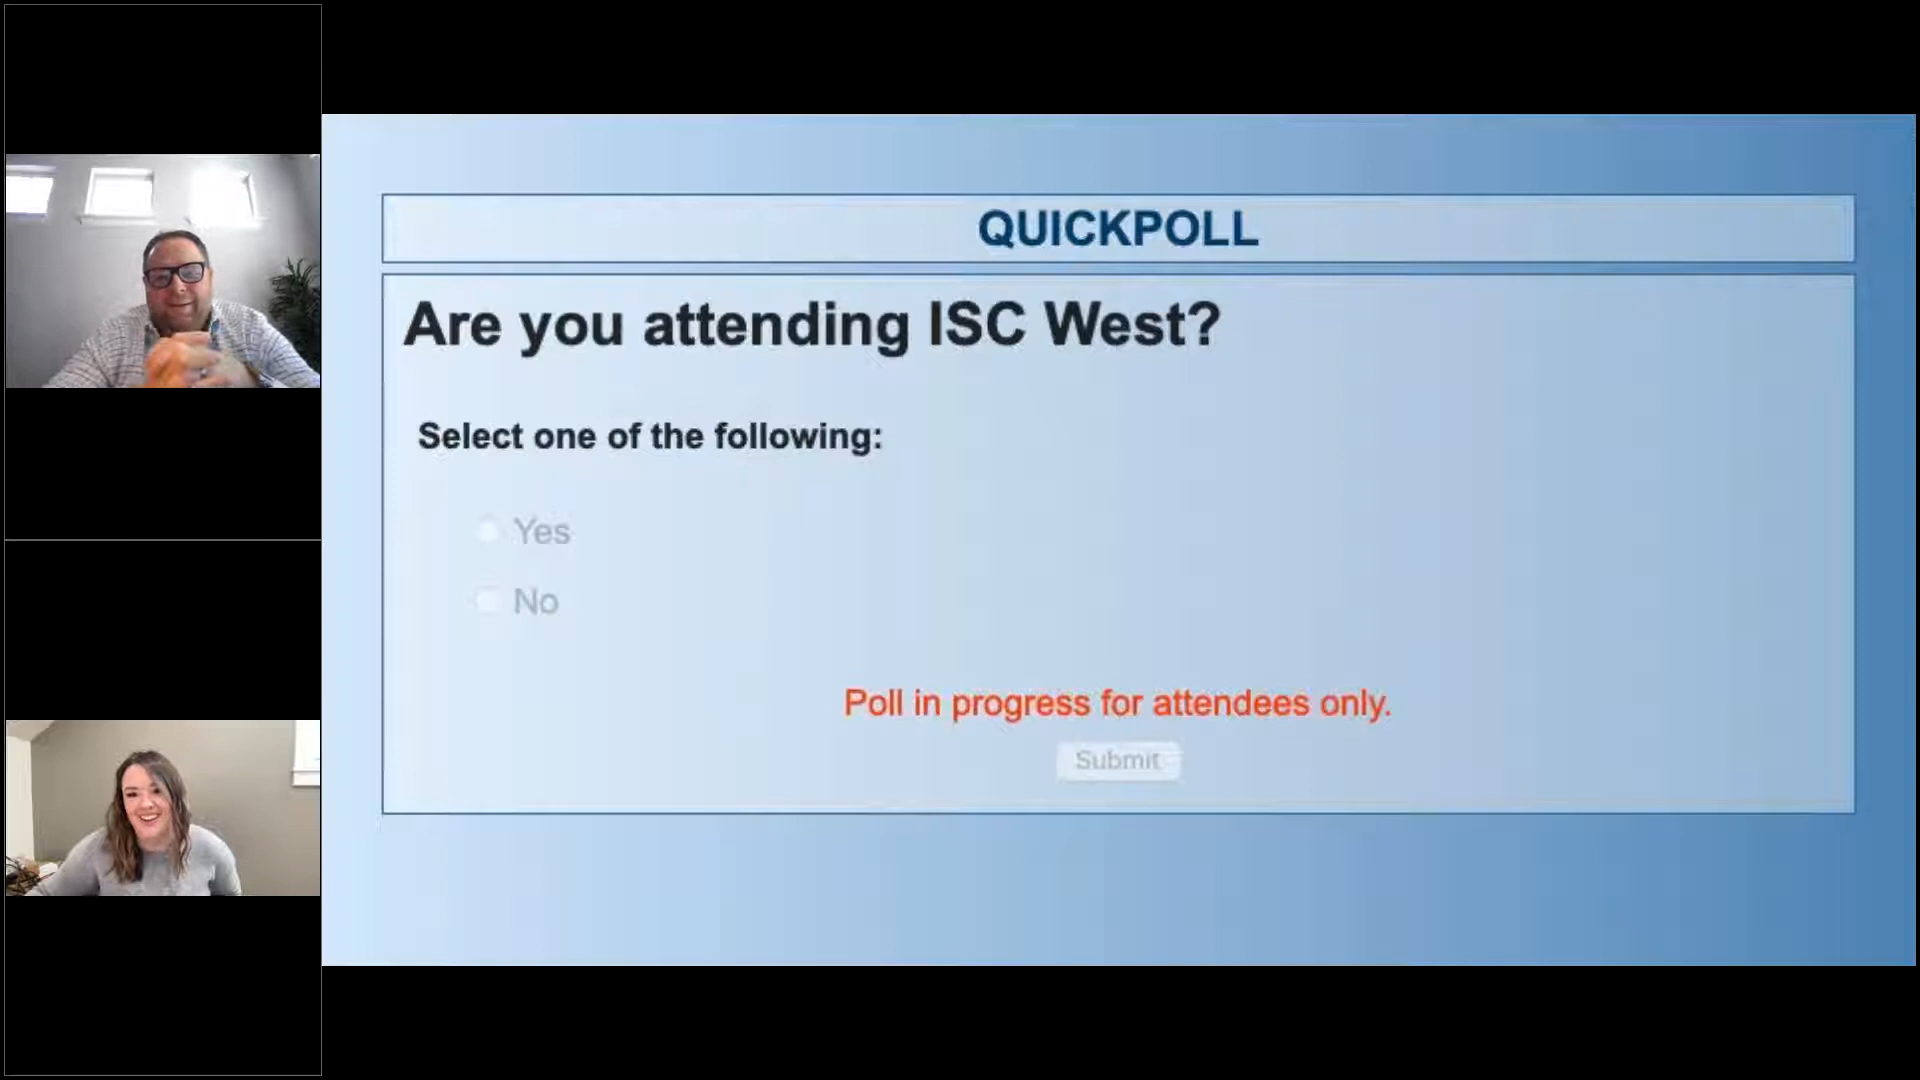 QUICKPOLL
Are you attending ISC West?
Select one of the following:
Yes
No
Poll in progress for attendees only.
Submit